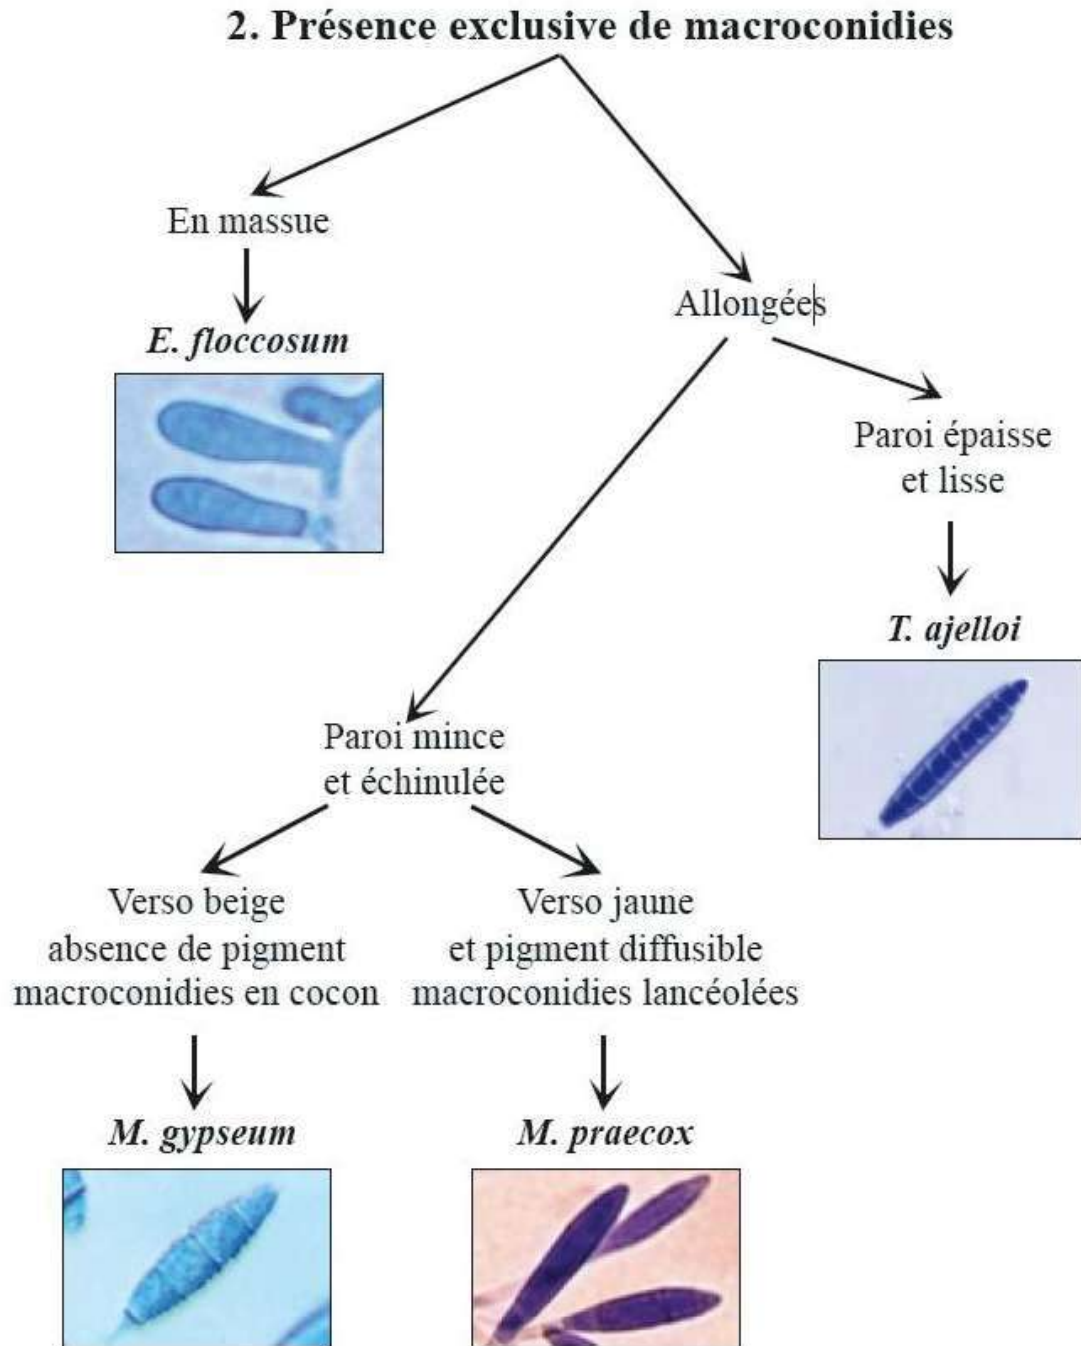 2. Présence exclusive de macroconidies
En massue
E. floccosum
Allongées
Paroi épaisse
et lisse
T. ajelloi
Paroi mince
et échinulée
Verso beige
absence de pigment
macroconidies en cocon
M. gypseum
Verso jaune
et pigment diffusible
macroconidies lancéolées
M. praecox